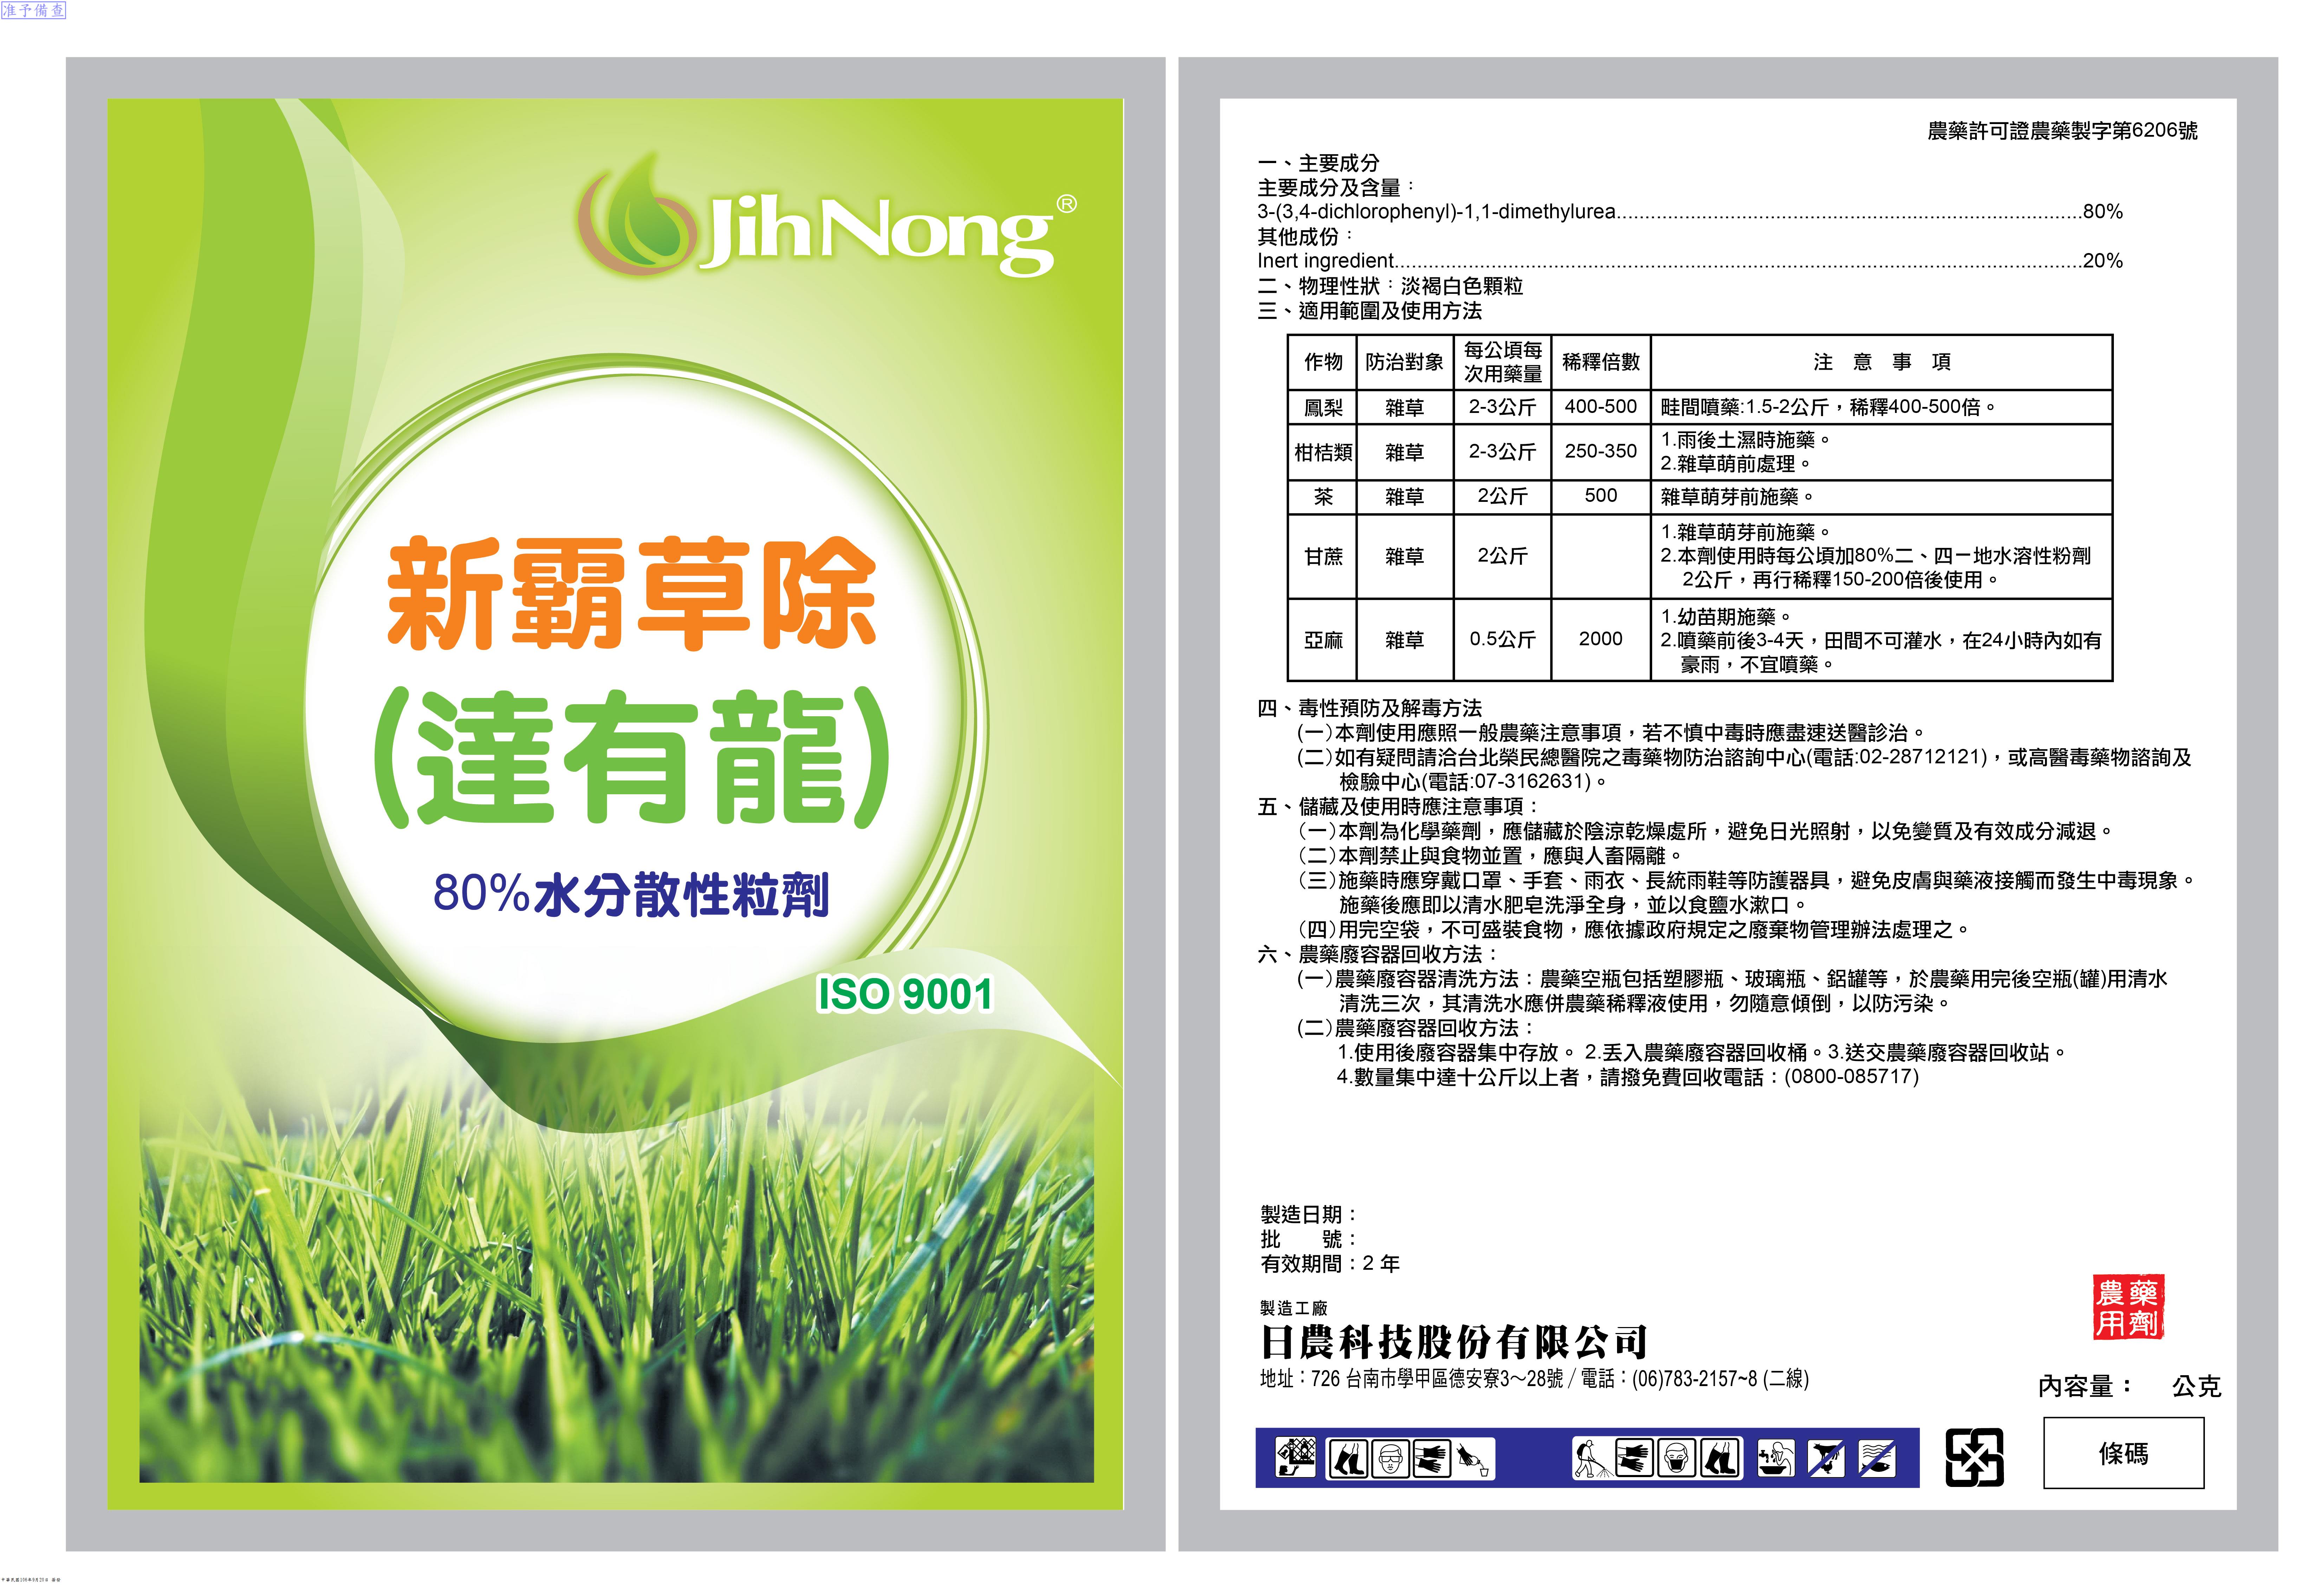 准予備查
JihNong®
新霸草除
(達有龍)
80%水分散性粒劑
ISO 9001
農藥許可證農藥製字第6206號
一、主要成分
主要成分及含量：
3-(3,4-dichlorophenyl)-1,1-dimethylurea..................................................................................80%
其他成份：
Inert ingredient.........................................................................................................................20%
二、物理性狀：淡褐白色顆粒
三、適用範圍及使用方法
作物 防治對象 每公頃每次用藥量 稀釋倍數 注 意 事 項
鳳梨 雜草 2-3公斤 400-500 畦間噴藥:1.5-2公斤，稀釋400-500倍。
柑桔類 雜草 2-3公斤 250-350 1.雨後土濕時施藥。
2.雜草萌前處理。
茶 雜草 2公斤 500 雜草萌芽前施藥。
甘蔗 雜草 2公斤 1.雜草萌芽前施藥。
2.本劑使用時每公頃加80%二、四－地水溶性粉劑
2公斤，再行稀釋150-200倍後使用。
亞麻 雜草 0.5公斤 2000 1.幼苗期施藥。
2.噴藥前後3-4天，田間不可灌水，在24小時內如有
豪雨，不宜噴藥。
四、毒性預防及解毒方法
(一)本劑使用應照一般農藥注意事項，若不慎中毒時應盡速送醫診治。
(二)如有疑問請洽台北榮民總醫院之毒藥物防治諮詢中心(電話:02-28712121)，或高醫毒藥物諮詢及
檢驗中心(電話:07-3162631)。
五、儲藏及使用時應注意事項：
(一)本劑為化學藥劑，應儲藏於陰涼乾燥處所，避免日光照射，以免變質及有效成分減退。
(二)本劑禁止與食物並置，應與人畜隔離。
(三)施藥時應穿戴口罩、手套、雨衣、長統雨鞋等防護器具，避免皮膚與藥液接觸而發生中毒現象。
施藥後應即以清水肥皂洗淨全身，並以食鹽水漱口。
(四)用完空袋，不可盛裝食物，應依據政府規定之廢棄物管理辦法處理之。
六、農藥廢容器回收方法：
(一)農藥廢容器清洗方法：農藥空瓶包括塑膠瓶、玻璃瓶、鋁罐等，於農藥用完後空瓶(罐)用清水
清洗三次，其清洗水應併農藥稀釋液使用，勿隨意傾倒，以防污染。
(二)農藥廢容器回收方法：
1.使用後廢容器集中存放。 2.丟入農藥廢容器回收桶。3.送交農藥廢容器回收站。
4.數量集中達十公斤以上者，請撥免費回收電話：(0800-085717)
製造日期：
批　　號：
有效期間：2 年
製造工廠
日農科技股份有限公司
地址：726 台南市學甲區德安寮3～28號 / 電話：(06)783-2157~8 (二線)
農藥
用劑
內容量：　公克
條碼